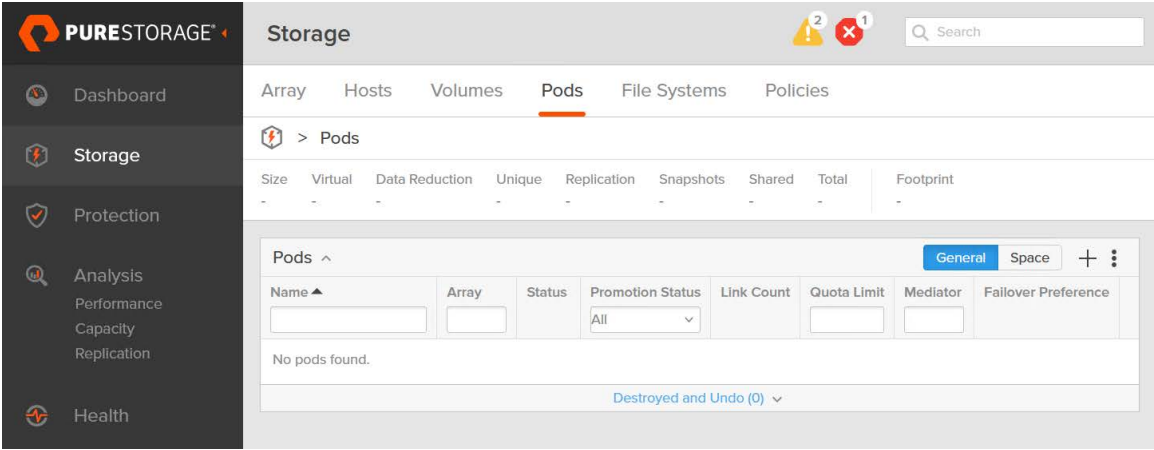 PURESTORAGE®
Storage
2
1
Search
Dashboard
Storage
Protection
Analysis
Performance
Capacity
Replication
Health
Array Hosts Volumes Pods File Systems Policies
> Pods
Size Virtual Data Reduction Unique Replication Snapshots Shared Total Footprint
- - - - - - - - -
Pods
General Space
Name Array Status Promotion Status Link Count Quota Limit Mediator Failover Preference
All
No pods found.
Destroyed and Undo (0)